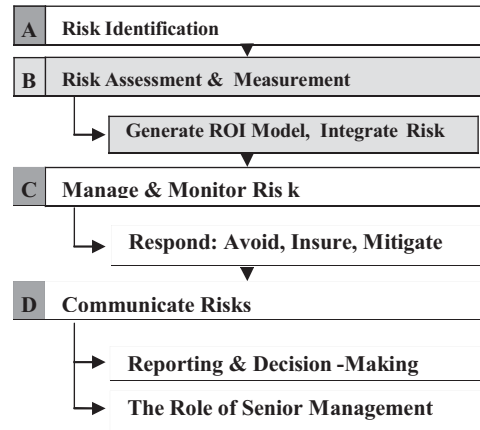 A Risk Identification
B Risk Assessment & Measurement
Generate ROI Model, Integrate Risk
C Manage & Monitor Ris k
Respond: Avoid, Insure, Mitigate
D Communicate Risks
Reporting & Decision -Making
The Role of Senior Management